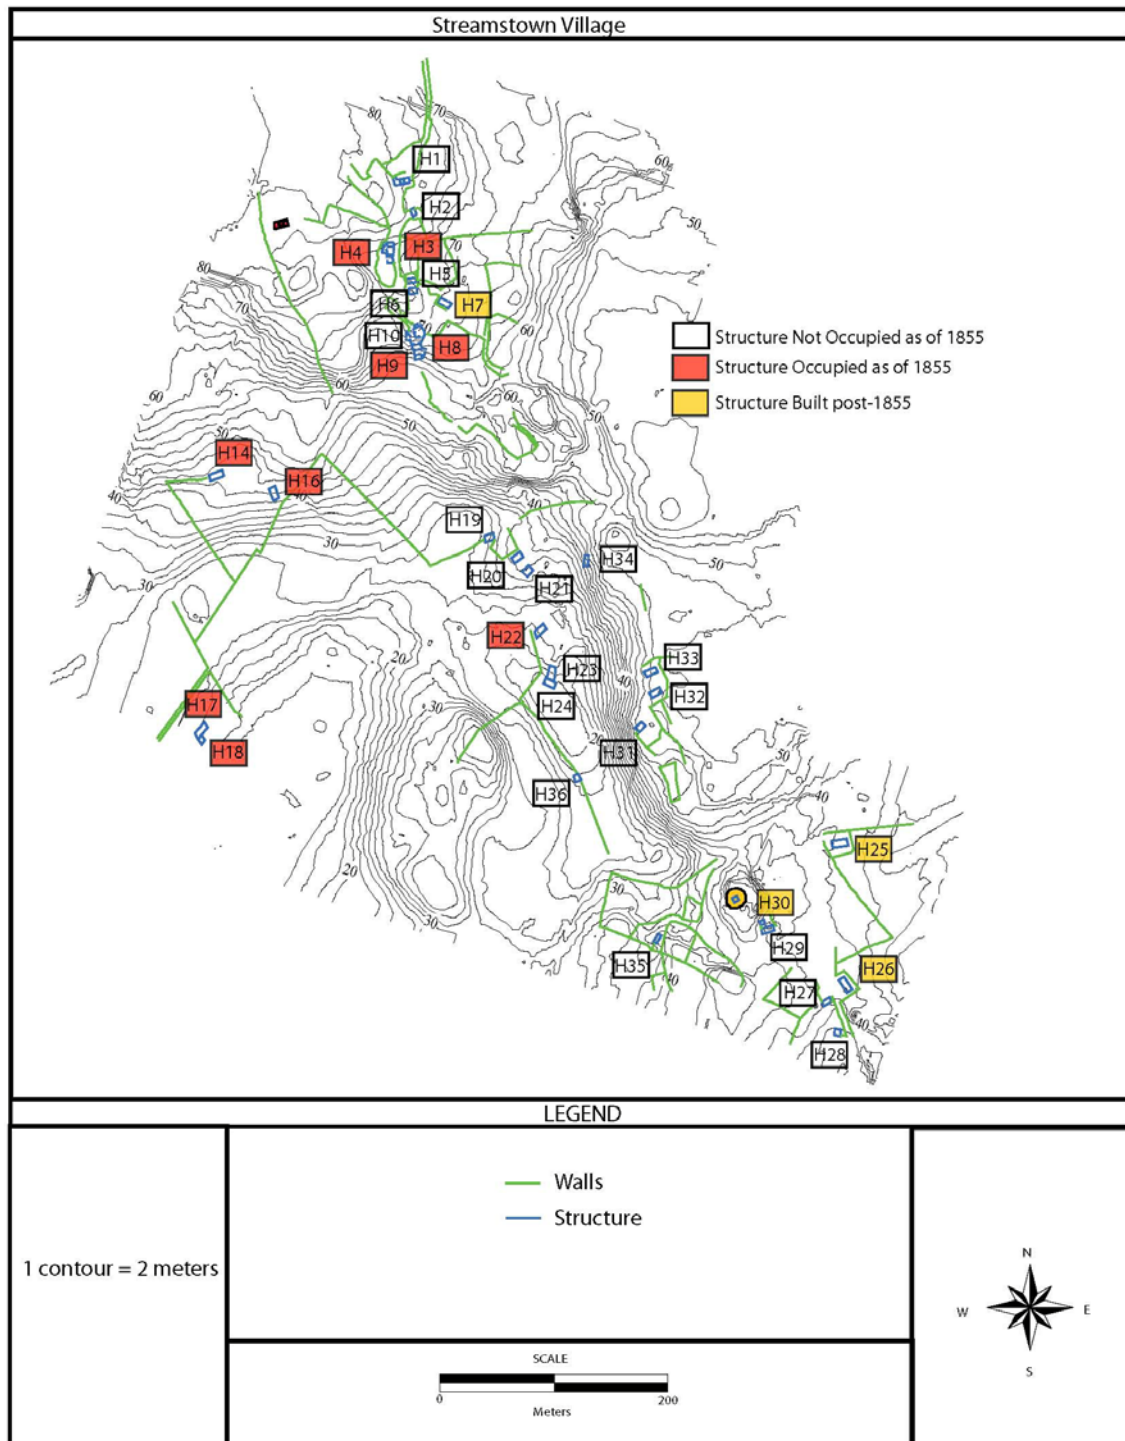 Streamstown Village
80
70
H1
60
H2
50
H4
H3
70
H5
80
H6
H7
H10
60
H8
H9
Structure Not Occupied as of 1855
Structure Occupied as of 1855
Structure Built post-1855
60
60
60
50
50
50
H14
H16
40
40
H19
30
H34
50
H20
H21
30
H22
20
H33
H23
40
H32
H17
H24
30
20
H31
H18
50
H36
40
H25
20
30
30
H30
H29
H35
40
H26
H27
40
H28
LEGEND
Walls
Structure
1 contour = 2 meters
N
W
E
S
SCALE
0
200
Meters